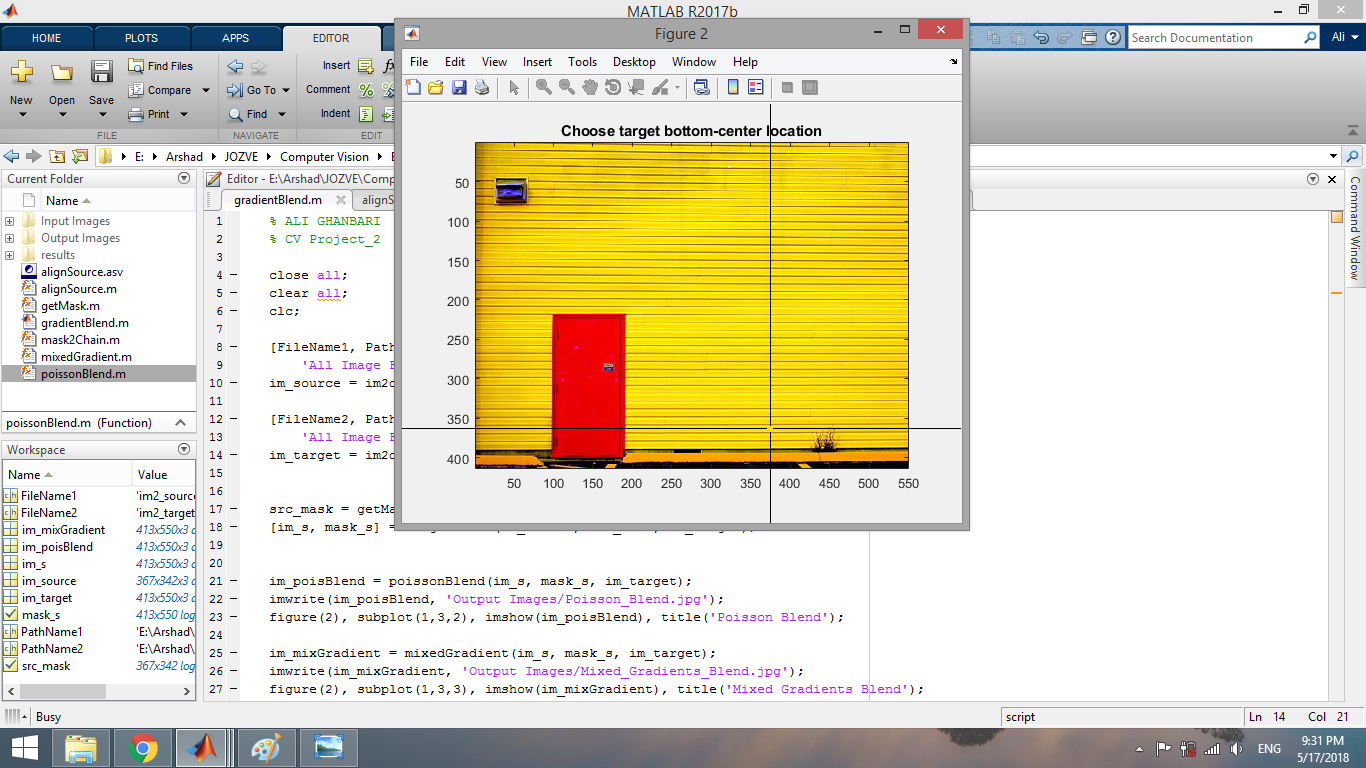 MATLAB R2017b
HOME PLOTS APPS EDITOR
Search Documentation
Ali
New
Open
Save
Find Files
Compare
Print
Go To
Find
Insert
Comment
Indent
FILE NAVIGATE EDIT
E: Arshad JOZVE Computer Vision
Current Folder
Name
Input Images
Output Images
results
alignSource.asv
alignSource.m
getMask.m
gradientBlend.m
mask2Chain.m
mixedGradient.m
poissonBlend.m
poissonBlend.m (Function)
Workspace
Name Value
FileName1 'im2_sourc
FileName2 'im2_target
im_mixGradient 413x550x3 d
im_poisBlend 413x550x3 d
im_s 413x550x3 d
im_source 367x342x3 d
im_target 413x550x3 d
mask_s 413x550 log
PathName1 'E:\Arshad\
PathName2 'E:\Arshad\
src_mask 367x342 log
Editor - E:\Arshad\JOZVE\Comp
gradientBlend.m alignS
1 % ALI GHANBARI
2 % CV Project_2
3
4 close all;
5 clear all;
6 clc;
7
8 [FileName1, Path
9 'All Image F
10 im_source = im2d
11
12 [FileName2, Path
13 'All Image F
14 im_target = im2d
15
16
17 src_mask = getMa
18 [im_s, mask_s] =
19
20
21 im_poisBlend = poissonBlend(im_s, mask_s, im_target);
22 imwrite(im_poisBlend, 'Output Images/Poisson_Blend.jpg');
23 figure(2), subplot(1,3,2), imshow(im_poisBlend), title('Poisson Blend');
24
25 im_mixGradient = mixedGradient(im_s, mask_s, im_target);
26 imwrite(im_mixGradient, 'Output Images/Mixed_Gradients_Blend.jpg');
27 figure(2), subplot(1,3,3), imshow(im_mixGradient), title('Mixed Gradients Blend');
Figure 2
File Edit View Insert Tools Desktop Window Help
Choose target bottom-center location
50
100
150
200
250
300
350
400
50 100 150 200 250 300 350 400 450 500 550
Command Window
Busy
script
Ln 14 Col 21
ENG
9:31 PM
5/17/2018